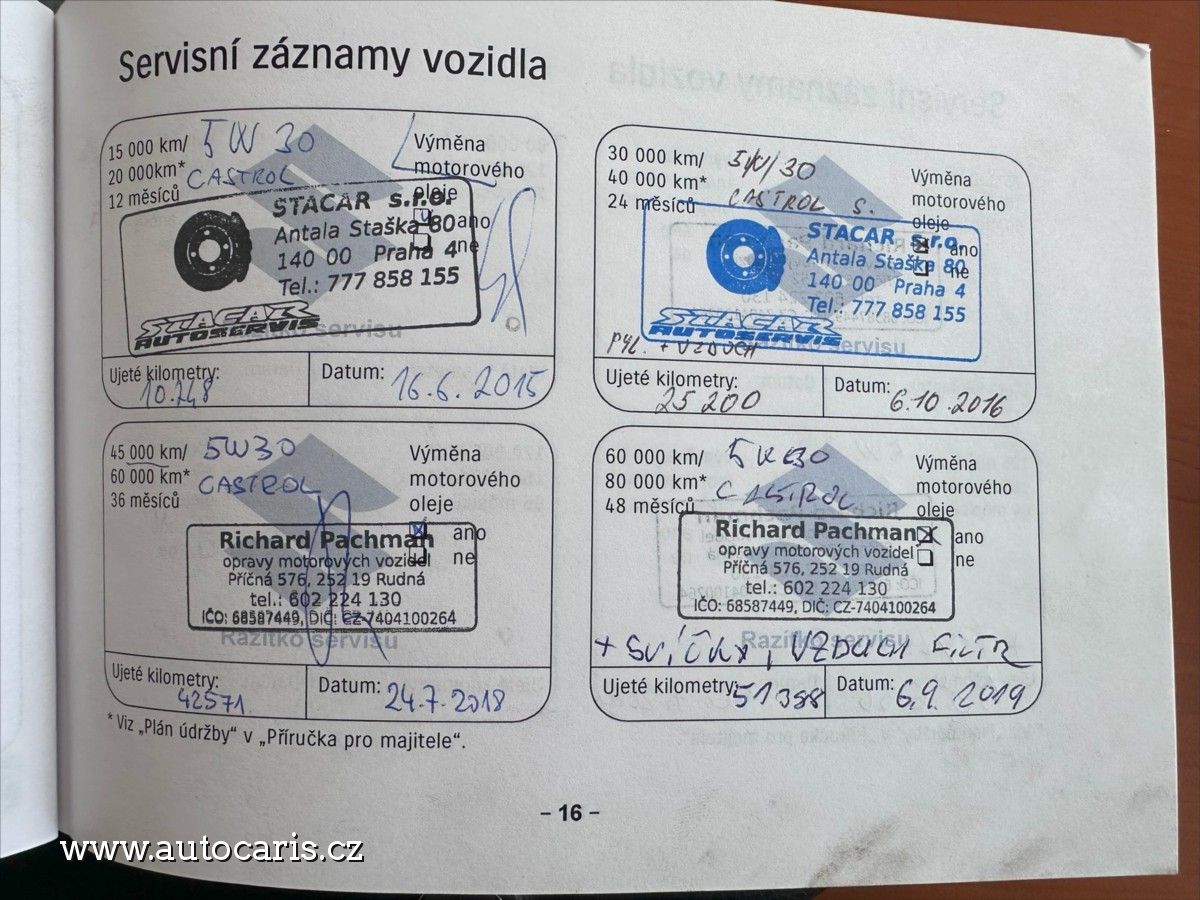 Servisní záznamy vozidla
15 000 km/
20 000km*
12 měsíců
5W30
CASTROL
Výměna
motorového
oleje
ano
ne
STACAR s.r.o.
Antala Staška 80
140 00 Praha 4
Tel.: 777 858 155
STACAR
AUTOSERVIS
Razítko servisu
Ujeté kilometry:
10.248
Datum:
16.6.2015
30 000 km/
40 000 km*
24 měsíců
5W/30
CASTROL S.
Výměna
motorového
oleje
ano
ne
STACAR s.r.o.
Antala Staška 80
140 00 Praha 4
Tel.: 777 858 155
STACAR
AUTOSERVIS
Razítko servisu
PYL. + VZDUCH
Ujeté kilometry:
25 200
Datum:
6.10.2016
45 000 km/
60 000 km*
36 měsíců
5W30
CASTROL
Výměna
motorového
oleje
ano
ne
Richard Pachman
opravy motorových vozidel
Příčná 576, 252 19 Rudná
tel.: 602 224 130
IČO: 68587449, DIČ: CZ-7404100264
Razítko servisu
Ujeté kilometry:
42571
Datum:
24.7.2018
60 000 km/
80 000 km*
48 měsíců
5W30
CASTROL
Výměna
motorového
oleje
ano
ne
Richard Pachman
opravy motorových vozidel
Příčná 576, 252 19 Rudná
tel.: 602 224 130
IČO: 68587449, DIČ: CZ-7404100264
Razítko servisu
+ SVÍČKY, VZDUCH FILTR
Ujeté kilometry:
51398
Datum:
6.9.2019
* Viz „Plán údržby“ v „Příručka pro majitele“.
– 16 –
www.autocaris.cz